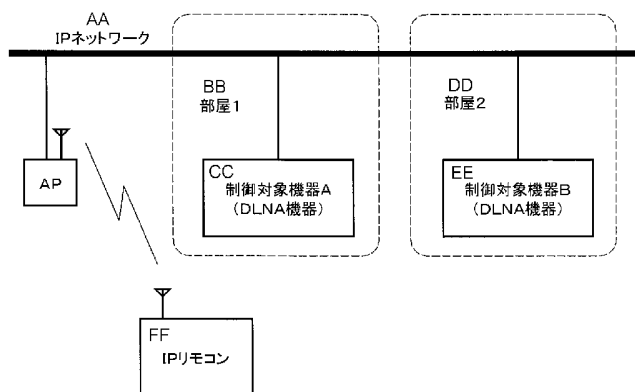 AA
IPネットワーク
BB
部屋1
DD
部屋2
AP
CC
制御対象機器A
(DLNA機器)
EE
制御対象機器B
(DLNA機器)
FF
IPリモコン